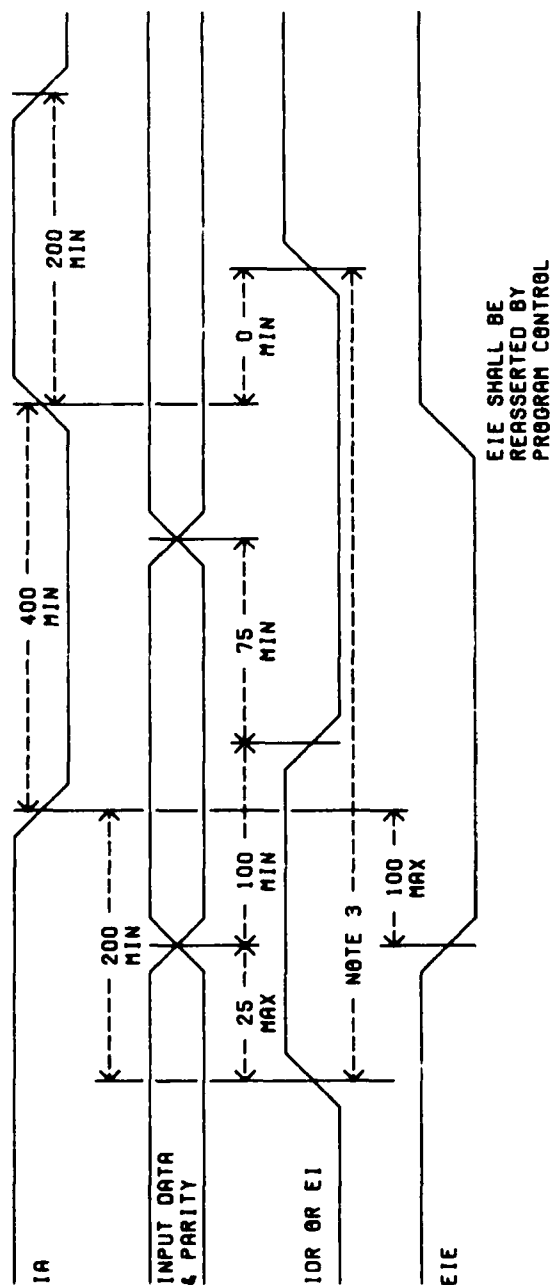 IA
400
MIN
200
MIN
INPUT DATA
& PARITY
200
MIN
25
MAX
100
MIN
75
MIN
0
MIN
IOR OR EI
NOTE 3
100
MAX
EIE
EIE SHALL BE
REASSERTED BY
PROGRAM CONTROL